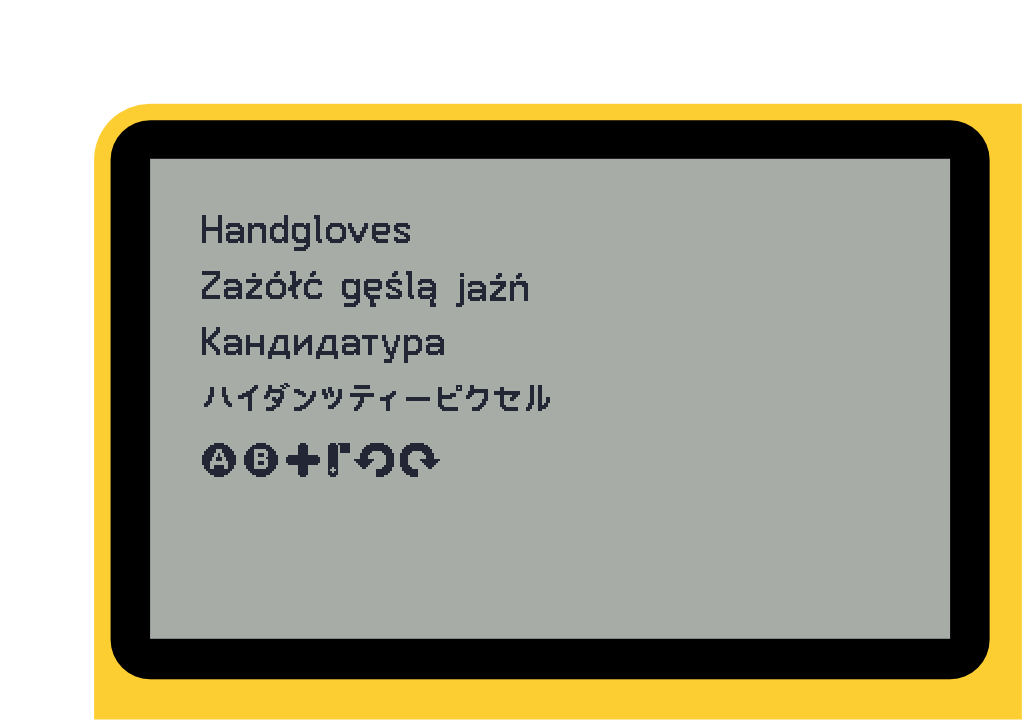 Handgloves
Zażółć gęślą jaźń
Кандидатура
ハイダンツティーピクセル
Ⓐ Ⓑ ✚ 🎣 ↶ ↷